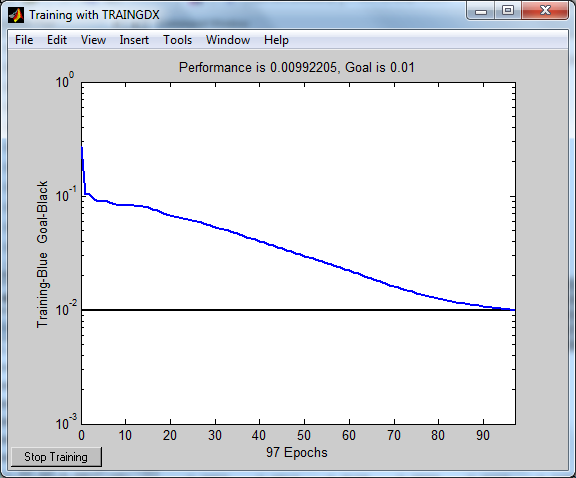 Training with TRAINGDX
File Edit View Insert Tools Window Help
Performance is 0.00992205, Goal is 0.01
10^0
10^-1
10^-2
10^-3
Training-Blue Goal-Black
0 10 20 30 40 50 60 70 80 90
97 Epochs
Stop Training